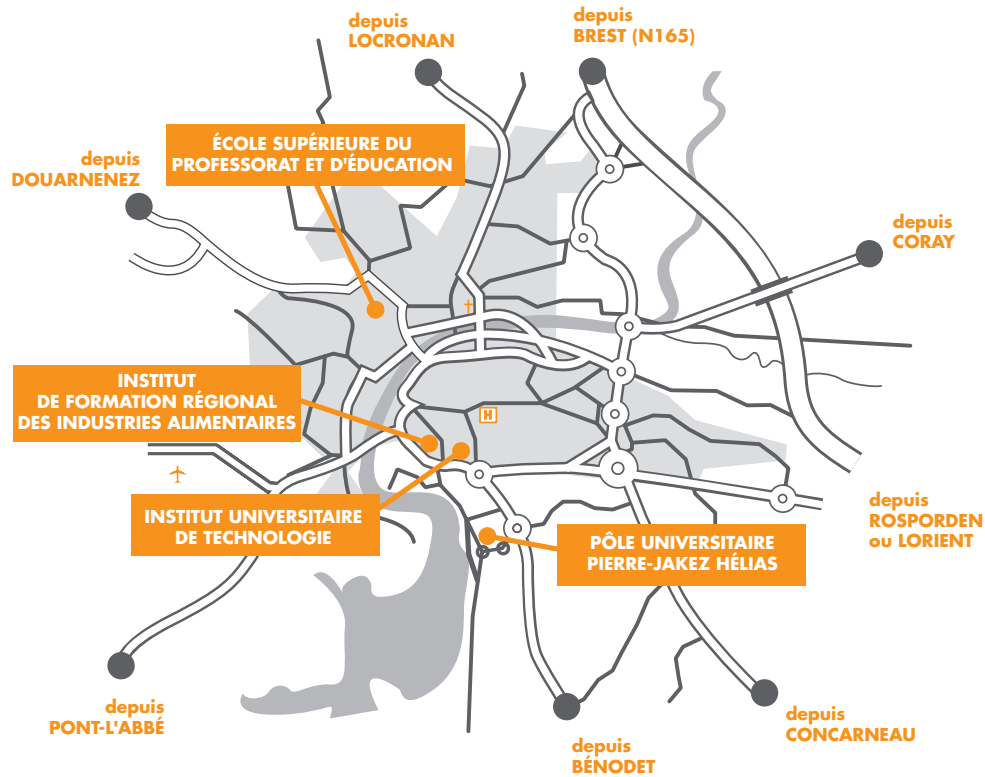 depuis
LOCRONAN
depuis
BREST (N165)
ÉCOLE SUPÉRIEURE DU
PROFESSORAT ET D'ÉDUCATION
depuis
DOUARNENEZ
depuis
CORAY
INSTITUT
DE FORMATION RÉGIONAL
DES INDUSTRIES ALIMENTAIRES
H
INSTITUT UNIVERSITAIRE
DE TECHNOLOGIE
depuis
ROSPORDEN
ou LORIENT
PÔLE UNIVERSITAIRE
PIERRE-JAKEZ HÉLIAS
depuis
PONT-L'ABBÉ
depuis
CONCARNEAU
depuis
BÉNODET